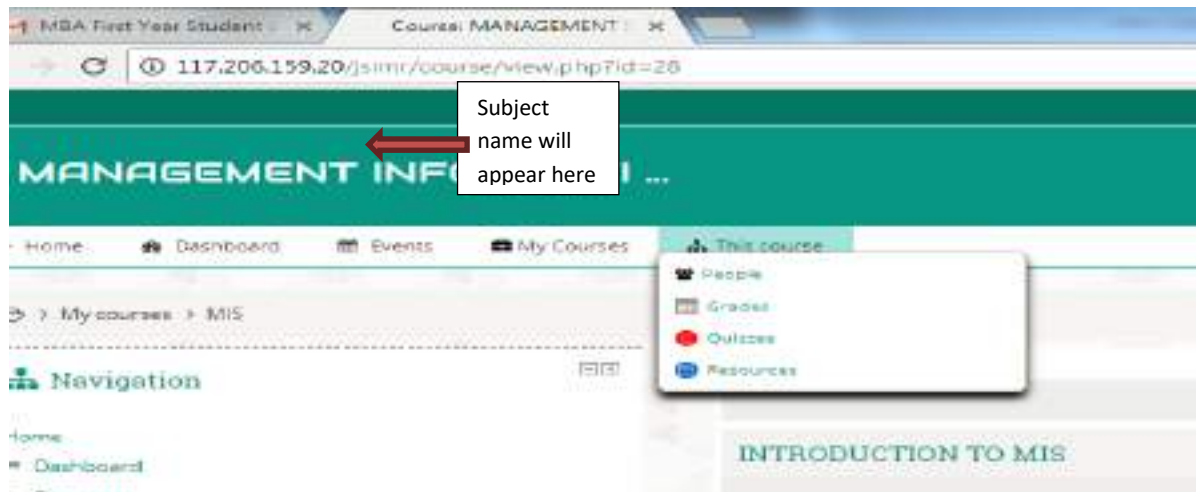 MBA First Year Student
Course: MANAGEMENT
117.206.159.20/jsimr/course/view.php?id=28
Subject
name will
appear here
MANAGEMENT INF I ...
Home Dashboard Events My Courses This course
People
Grades
Quizzes
Resources
> My courses > MIS
Navigation
Home
Dashboard
INTRODUCTION TO MIS